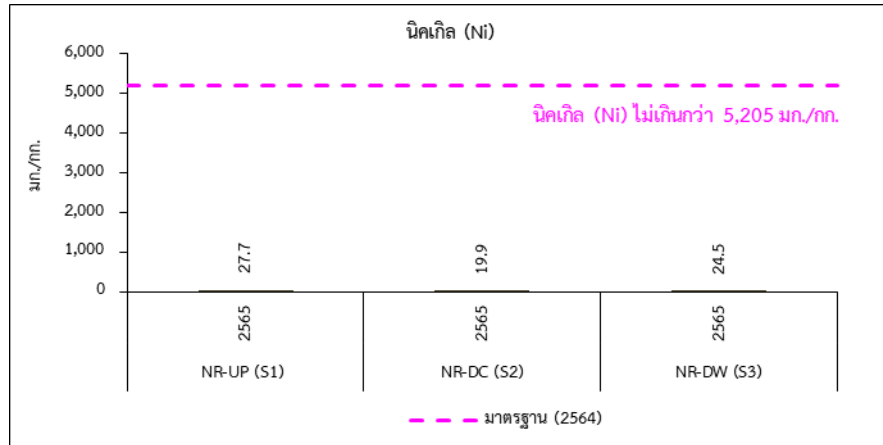 นิคเกิล (Ni)
6,000
5,000
4,000
3,000
2,000
1,000
0
มก./กก.
นิคเกิล (Ni) ไม่เกินกว่า 5,205 มก./กก.
27.7
19.9
24.5
2565
2565
2565
NR-UP (S1)
NR-DC (S2)
NR-DW (S3)
มาตรฐาน (2564)